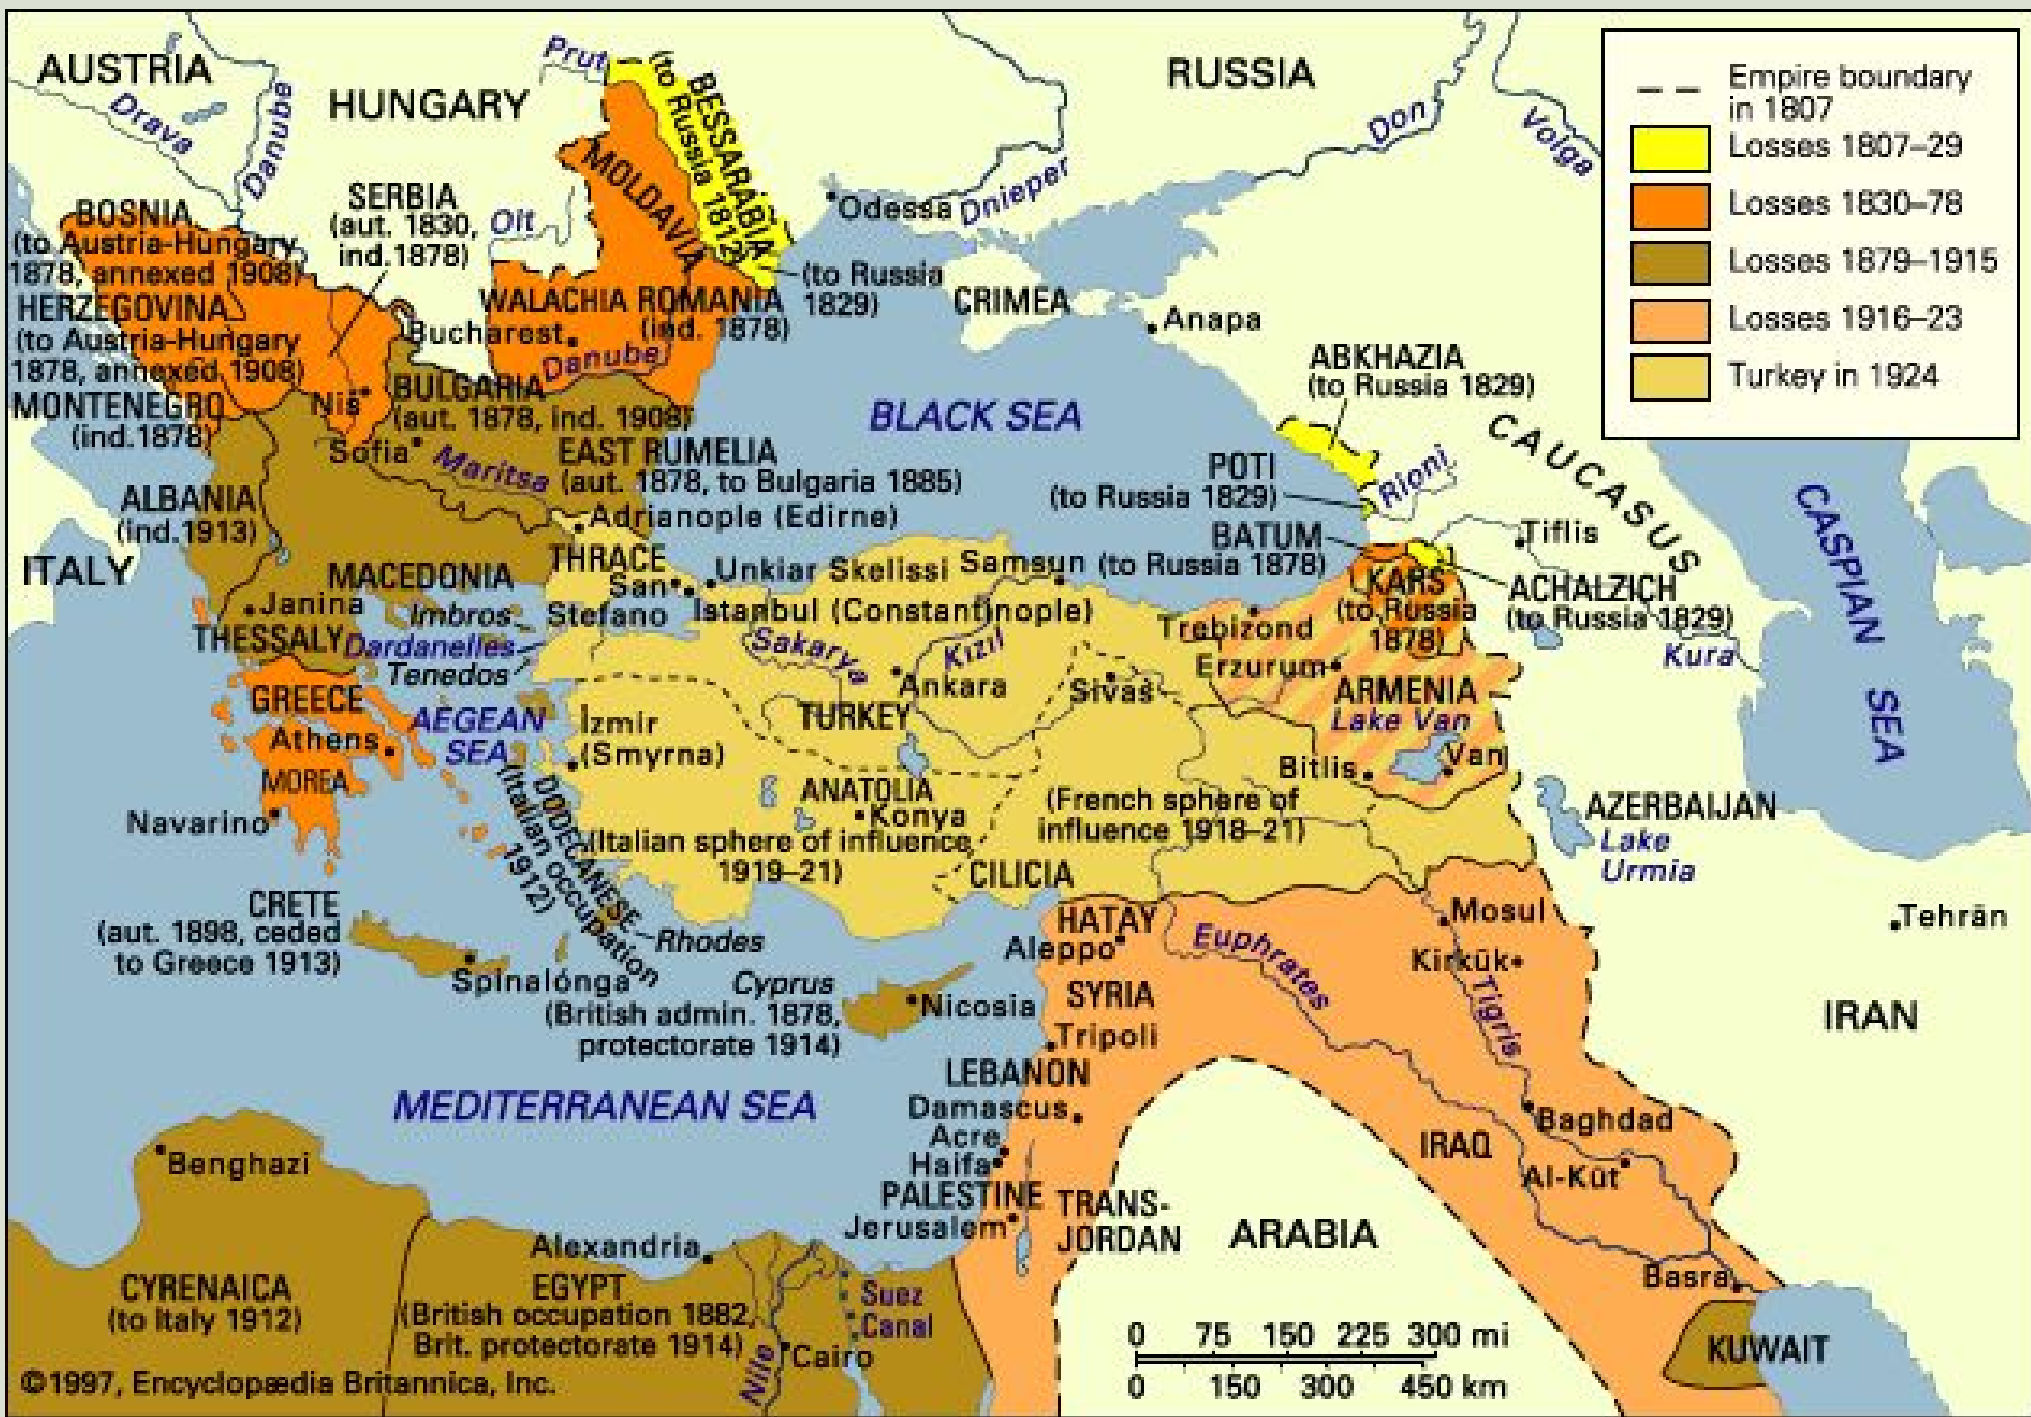 AUSTRIA
Drava
Danube
HUNGARY
Prut
BESSARABIA
(to Russia 1812)
RUSSIA
Don
Volga
Dnieper
Empire boundary
in 1807
Losses 1807–29
Losses 1830–78
Losses 1879–1915
Losses 1916–23
Turkey in 1924
BOSNIA
(to Austria-Hungary,
1878, annexed 1908)
HERZEGOVINA
(to Austria-Hungary
1878, annexed 1908)
MONTENEGRO
(ind.1878)
SERBIA
(aut. 1830,
ind.1878)
Olt
MOLDAVIA
Odessa
(to Russia
1829)
WALACHIA
ROMANIA
(ind. 1878)
Bucharest
Danube
CRIMEA
Anapa
ABKHAZIA
(to Russia 1829)
CAUCASUS
Niš
BULGARIA
(aut. 1878, ind. 1908)
BLACK SEA
Sofia
Maritsa
EAST RUMELIA
(aut. 1878, to Bulgaria 1885)
POTI
(to Russia 1829)
Rioni
CASPIAN
SEA
ALBANIA
(ind.1913)
Adrianople (Edirne)
BATUM
(to Russia 1878)
Tiflis
ITALY
THRACE
MACEDONIA
San
Stefano
Unkiar Skelissi
Samsun
KARS
(to Russia
1878)
ACHALZICH
(to Russia 1829)
Janina
Imbros
Istanbul (Constantinople)
THESSALY
Dardanelles
Tenedos
Sakarya
Kizil
Trebizond
Kura
Erzurum
GREECE
Ankara
Sivas
ARMENIA
Lake Van
AEGEAN
SEA
Izmir
(Smyrna)
TURKEY
Athens
Van
Bitlis
MOREA
ANATOLIA
Konya
(French sphere of
influence 1918–21)
AZERBAIJAN
Lake
Urmia
Navarino
DODECANESE
(Italian occupation
1912)
(Italian sphere of influence
1919–21)
CILICIA
CRETE
(aut. 1898, ceded
to Greece 1913)
HATAY
Aleppo
Mosul
Tehrān
Rhodes
Euphrates
Kirkūk
Spinalónga
Cyprus
(British admin. 1878,
protectorate 1914)
Nicosia
SYRIA
Tigris
IRAN
Tripoli
LEBANON
MEDITERRANEAN SEA
Damascus
Baghdad
Acre
IRAQ
Benghazi
Haifa
Al-Kūt
PALESTINE
TRANS-
JORDAN
Jerusalem
ARABIA
Alexandria
Basra
CYRENAICA
(to Italy 1912)
EGYPT
(British occupation 1882,
Brit. protectorate 1914)
Suez
Canal
Nile
Cairo
0 75 150 225 300 mi
0 150 300 450 km
KUWAIT
©1997, Encyclopædia Britannica, Inc.